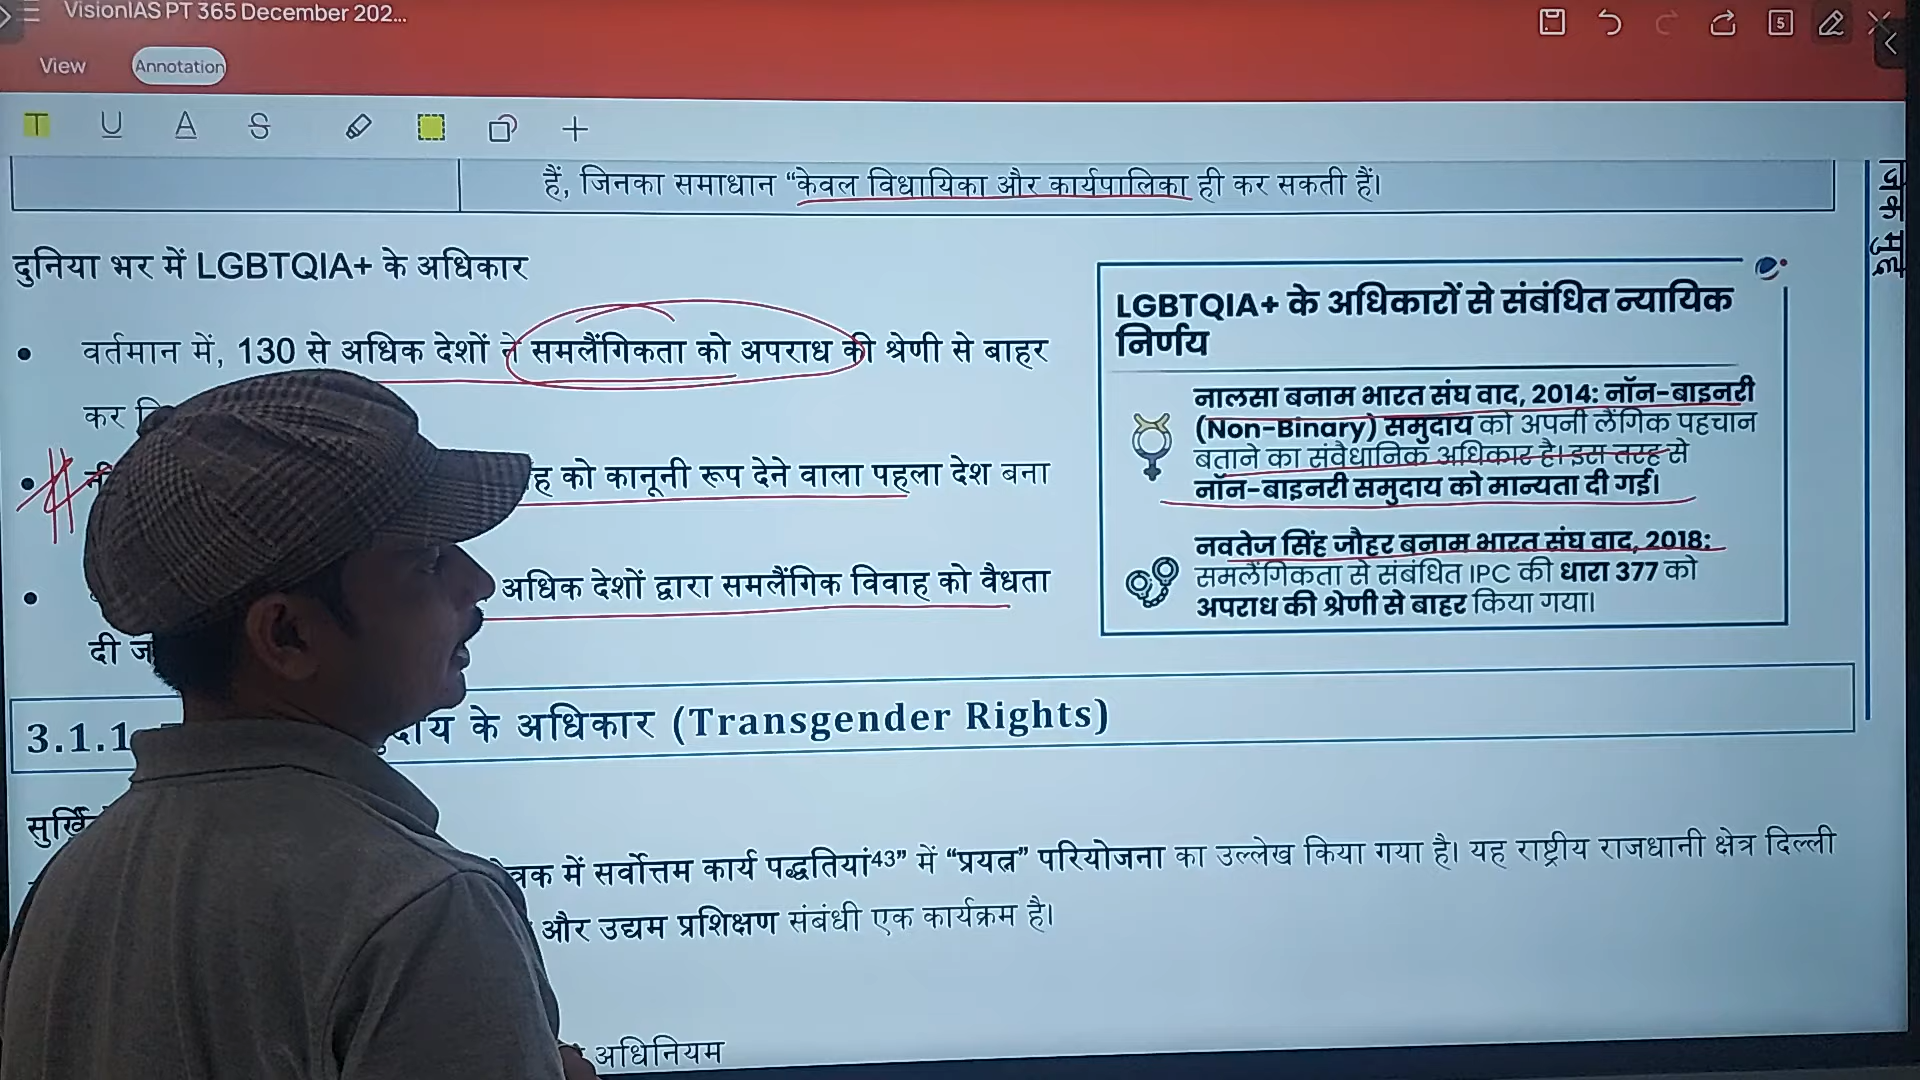 VisionIAS PT 365 December 202...
View
Annotation
5
T U A S
हैं, जिनका समाधान “केवल विधायिका और कार्यपालिका ही कर सकती हैं।
दुनिया भर में LGBTQIA+ के अधिकार
वर्तमान में, 130 से अधिक देशों ने समलैंगिकता को अपराध की श्रेणी से बाहर
कर
को कानूनी रूप देने वाला पहला देश बना
अधिक देशों द्वारा समलैंगिक विवाह को वैधता
दी
LGBTQIA+ के अधिकारों से संबंधित न्यायिक
निर्णय
नालसा बनाम भारत संघ वाद, 2014: नॉन-बाइनरी
(Non-Binary) समुदाय को अपनी लैंगिक पहचान
बताने का संवैधानिक अधिकार है। इस तरह से
नॉन-बाइनरी समुदाय को मान्यता दी गई।
नवतेज सिंह जौहर बनाम भारत संघ वाद, 2018:
समलैंगिकता से संबंधित IPC की धारा 377 को
अपराध की श्रेणी से बाहर किया गया।
3.1.1 के अधिकार (Transgender Rights)
में सर्वोत्तम कार्य पद्धतियां43” में “प्रयत्न” परियोजना का उल्लेख किया गया है। यह राष्ट्रीय राजधानी क्षेत्र दिल्ली
और उद्यम प्रशिक्षण संबंधी एक कार्यक्रम है।
अधिनियम